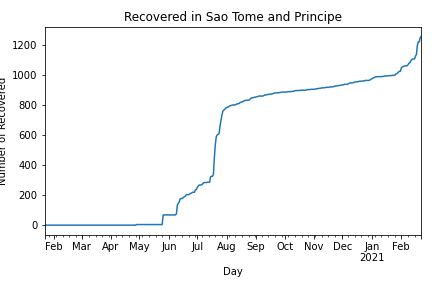 Recovered in Sao Tome and Principe
Number of Recovered
1200
1000
800
600
400
200
0
Feb Mar Apr May Jun Jul Aug Sep Oct Nov Dec Jan Feb
2021
Day